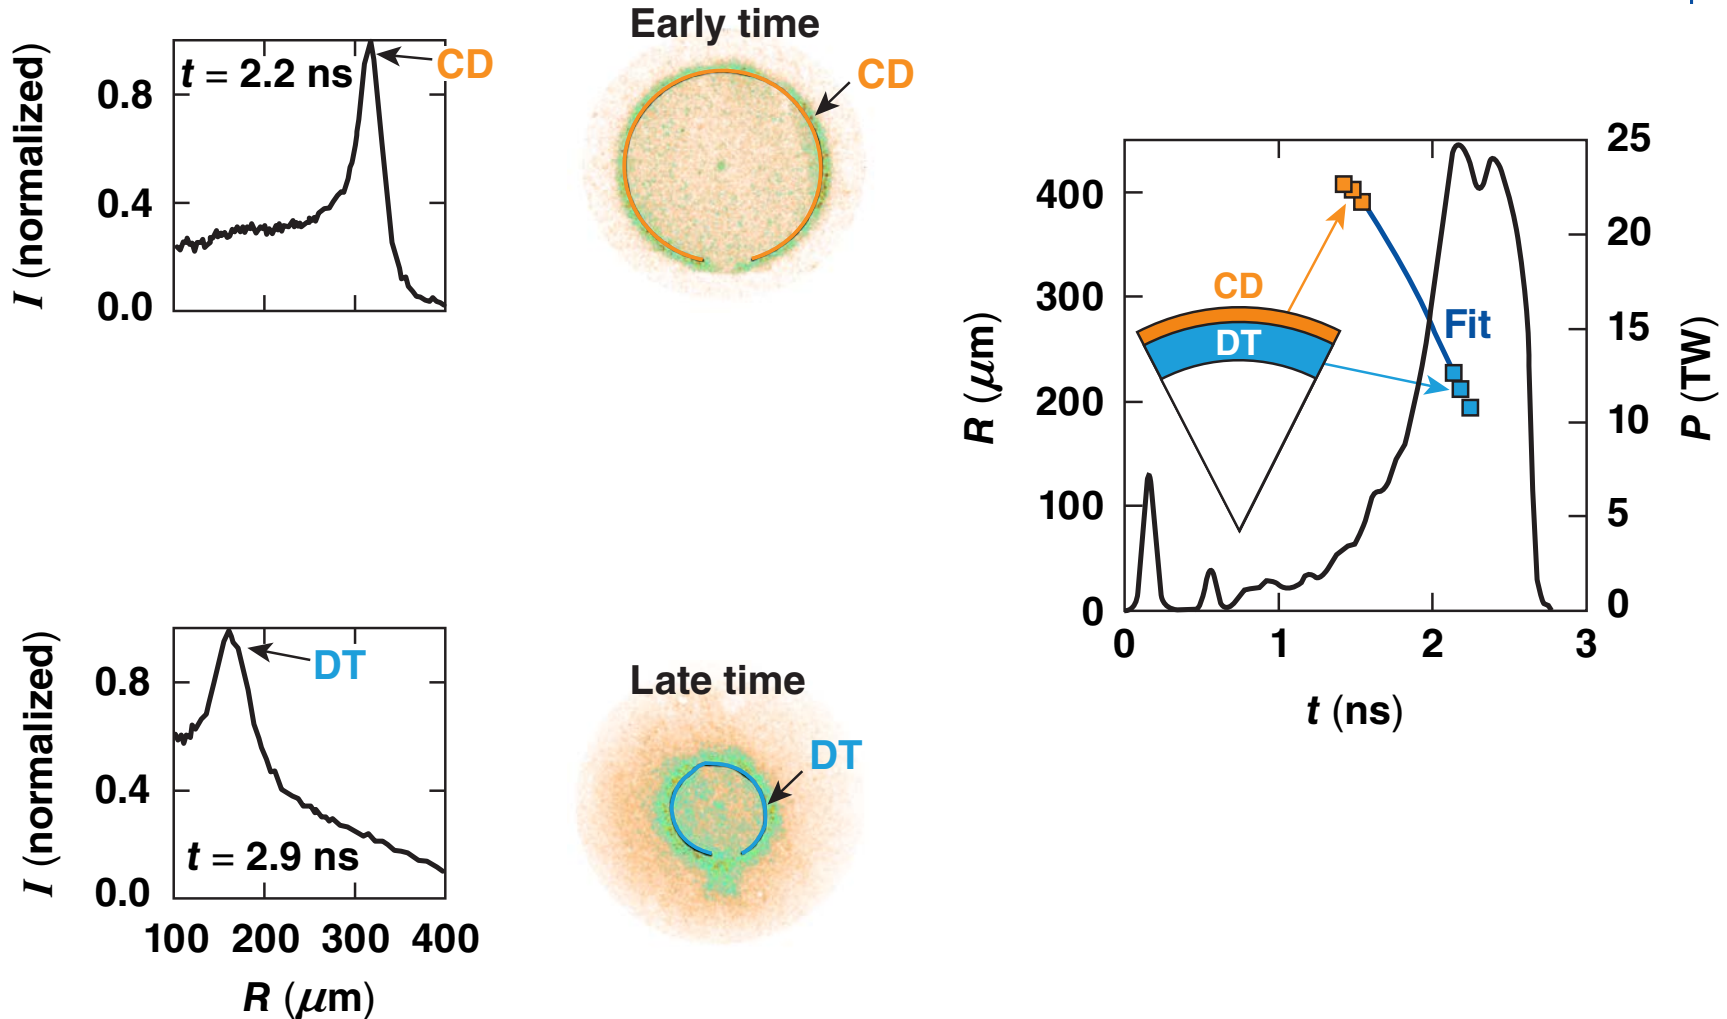 Early time
t = 2.2 ns
CD
CD
I (normalized)
0.8
0.4
0.0
Late time
DT
DT
t = 2.9 ns
I (normalized)
0.8
0.4
0.0
100 200 300 400
R (μm)
R (μm)
400
300
200
100
0
CD
DT
Fit
25
20
15
10
5
0
P (TW)
0 1 2 3
t (ns)